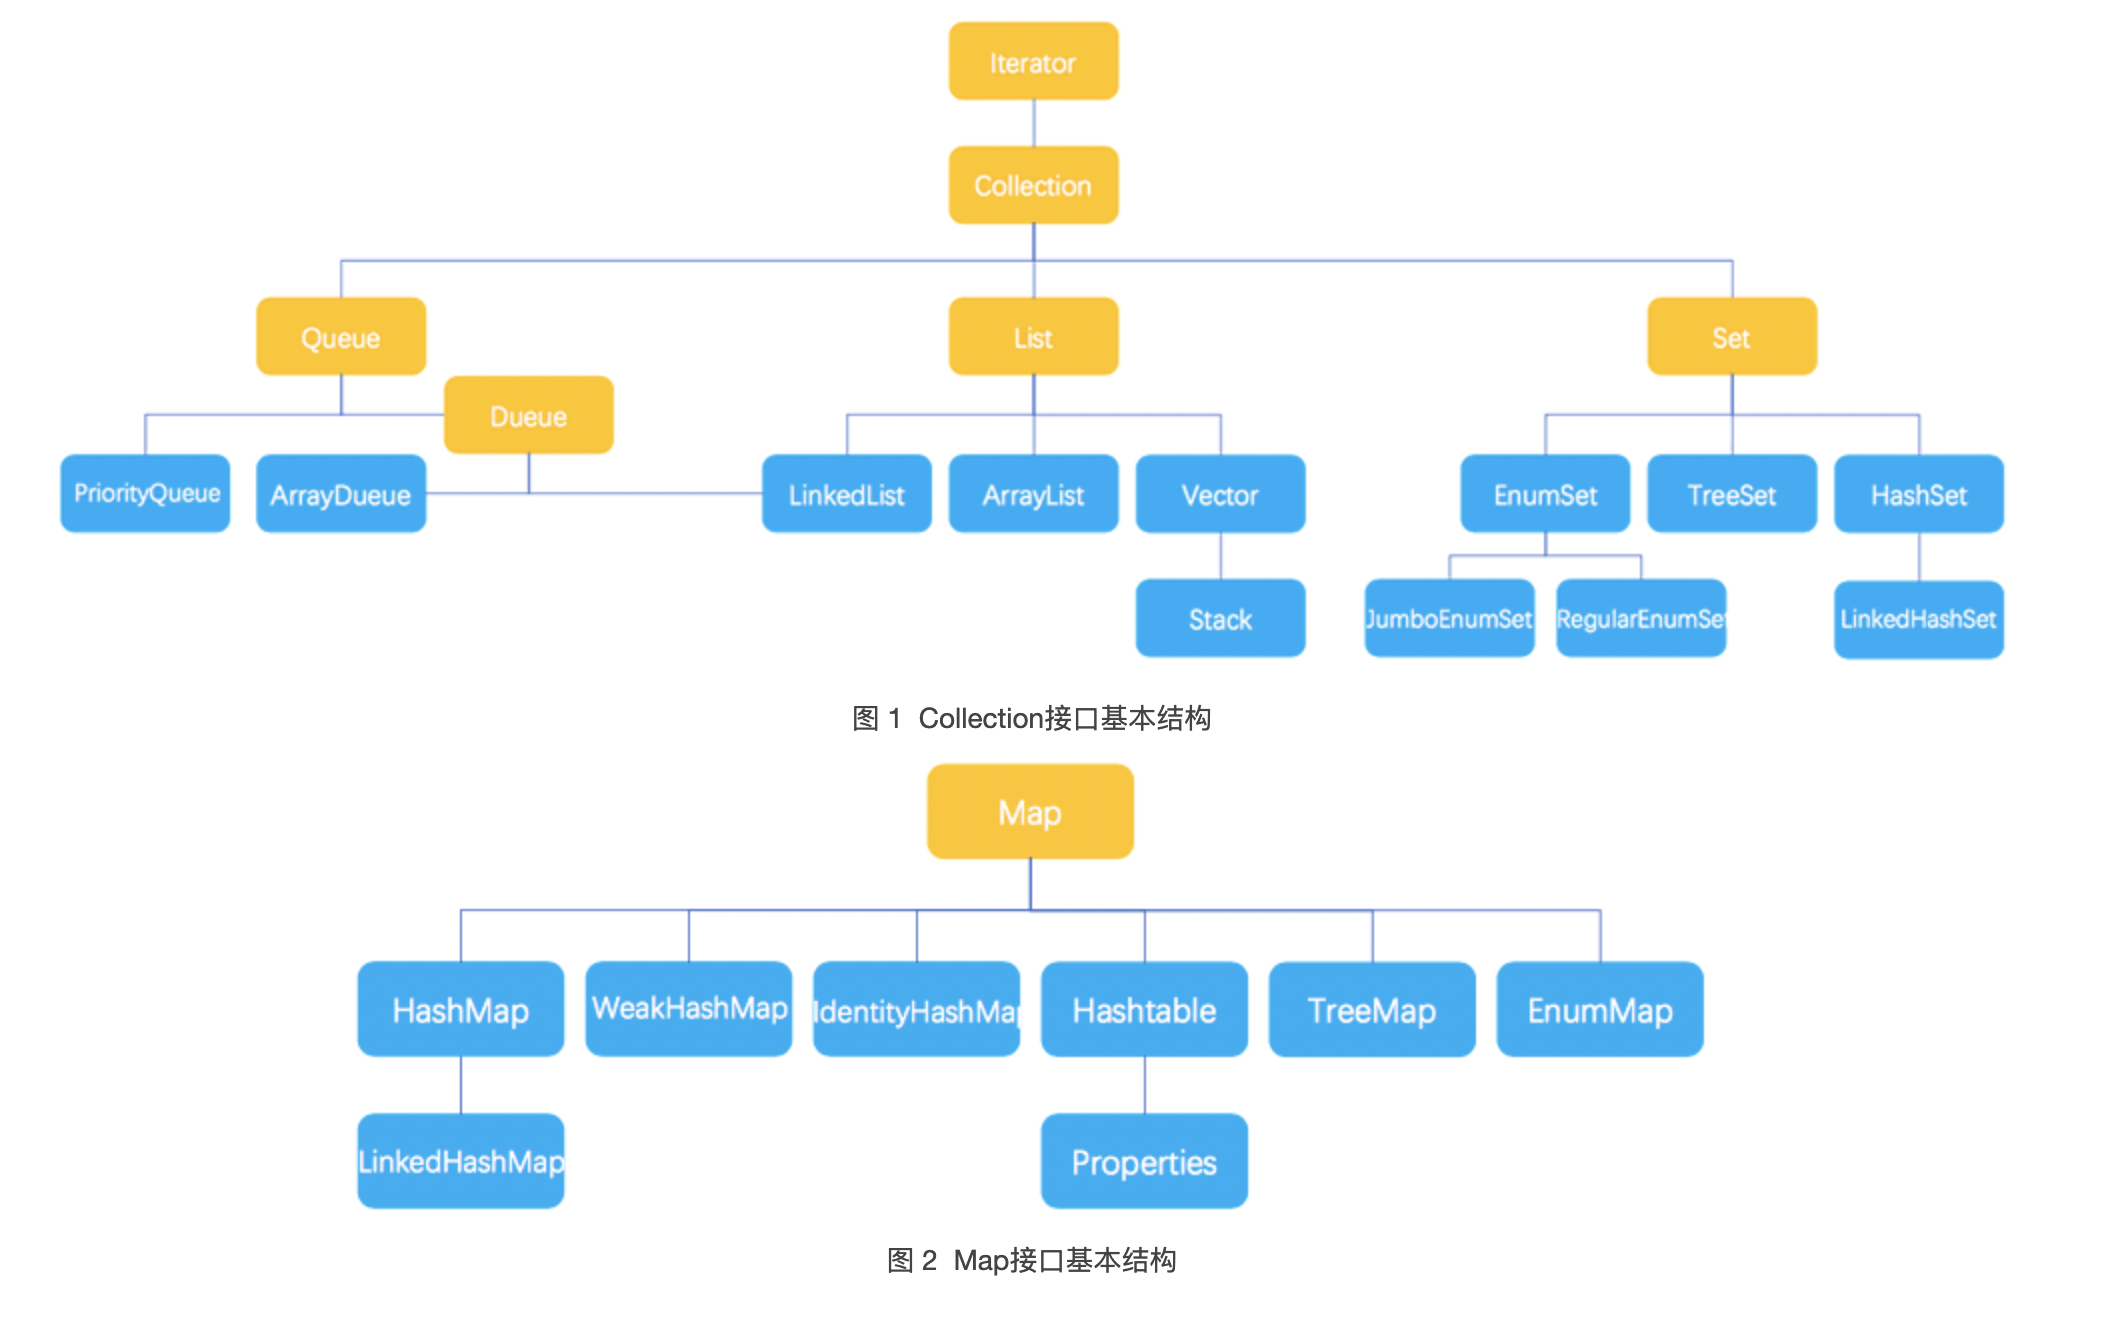 Iterator
Collection
Queue
List
Set
Dueue
PriorityQueue
ArrayDueue
LinkedList
ArrayList
Vector
EnumSet
TreeSet
HashSet
Stack
JumboEnumSet
RegularEnumSet
LinkedHashSet
图 1 Collection接口基本结构
Map
HashMap
WeakHashMap
IdentityHashMap
Hashtable
TreeMap
EnumMap
LinkedHashMap
Properties
图 2 Map接口基本结构